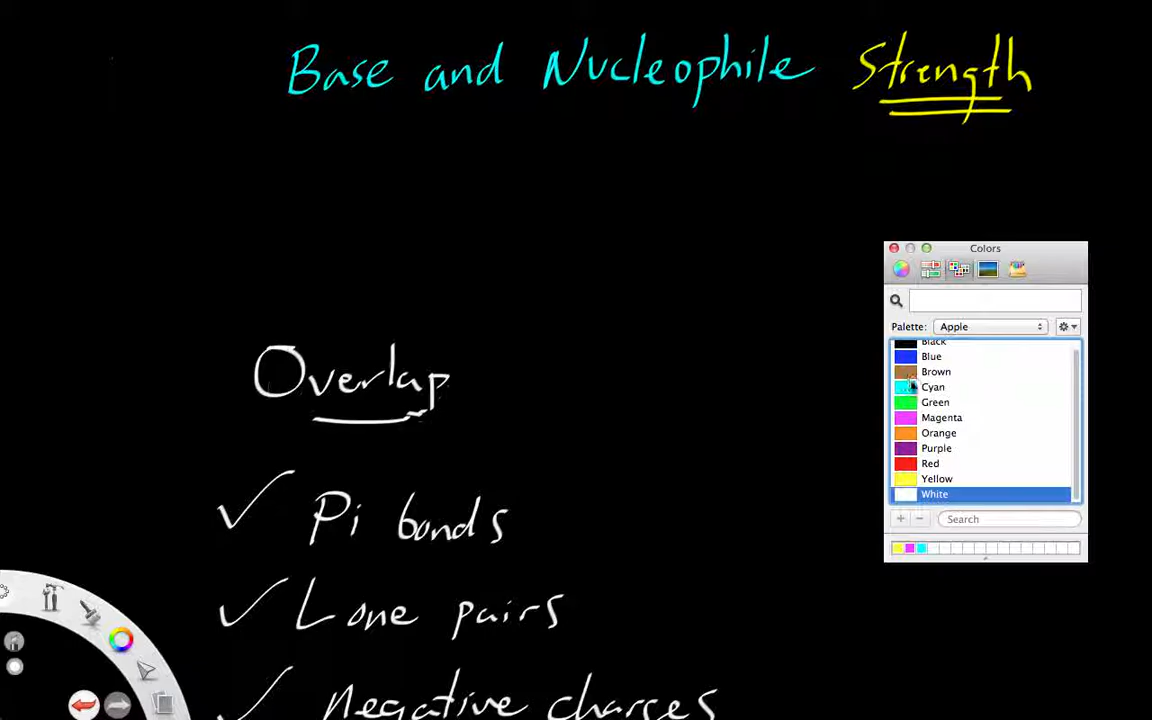 Base and Nucleophile Strength
Colors
Palette: Apple
Black
Blue
Brown
Cyan
Green
Magenta
Orange
Purple
Red
Yellow
White
Search
Overlap
✓ Pi bonds
✓ Lone pairs
✓ negative charges